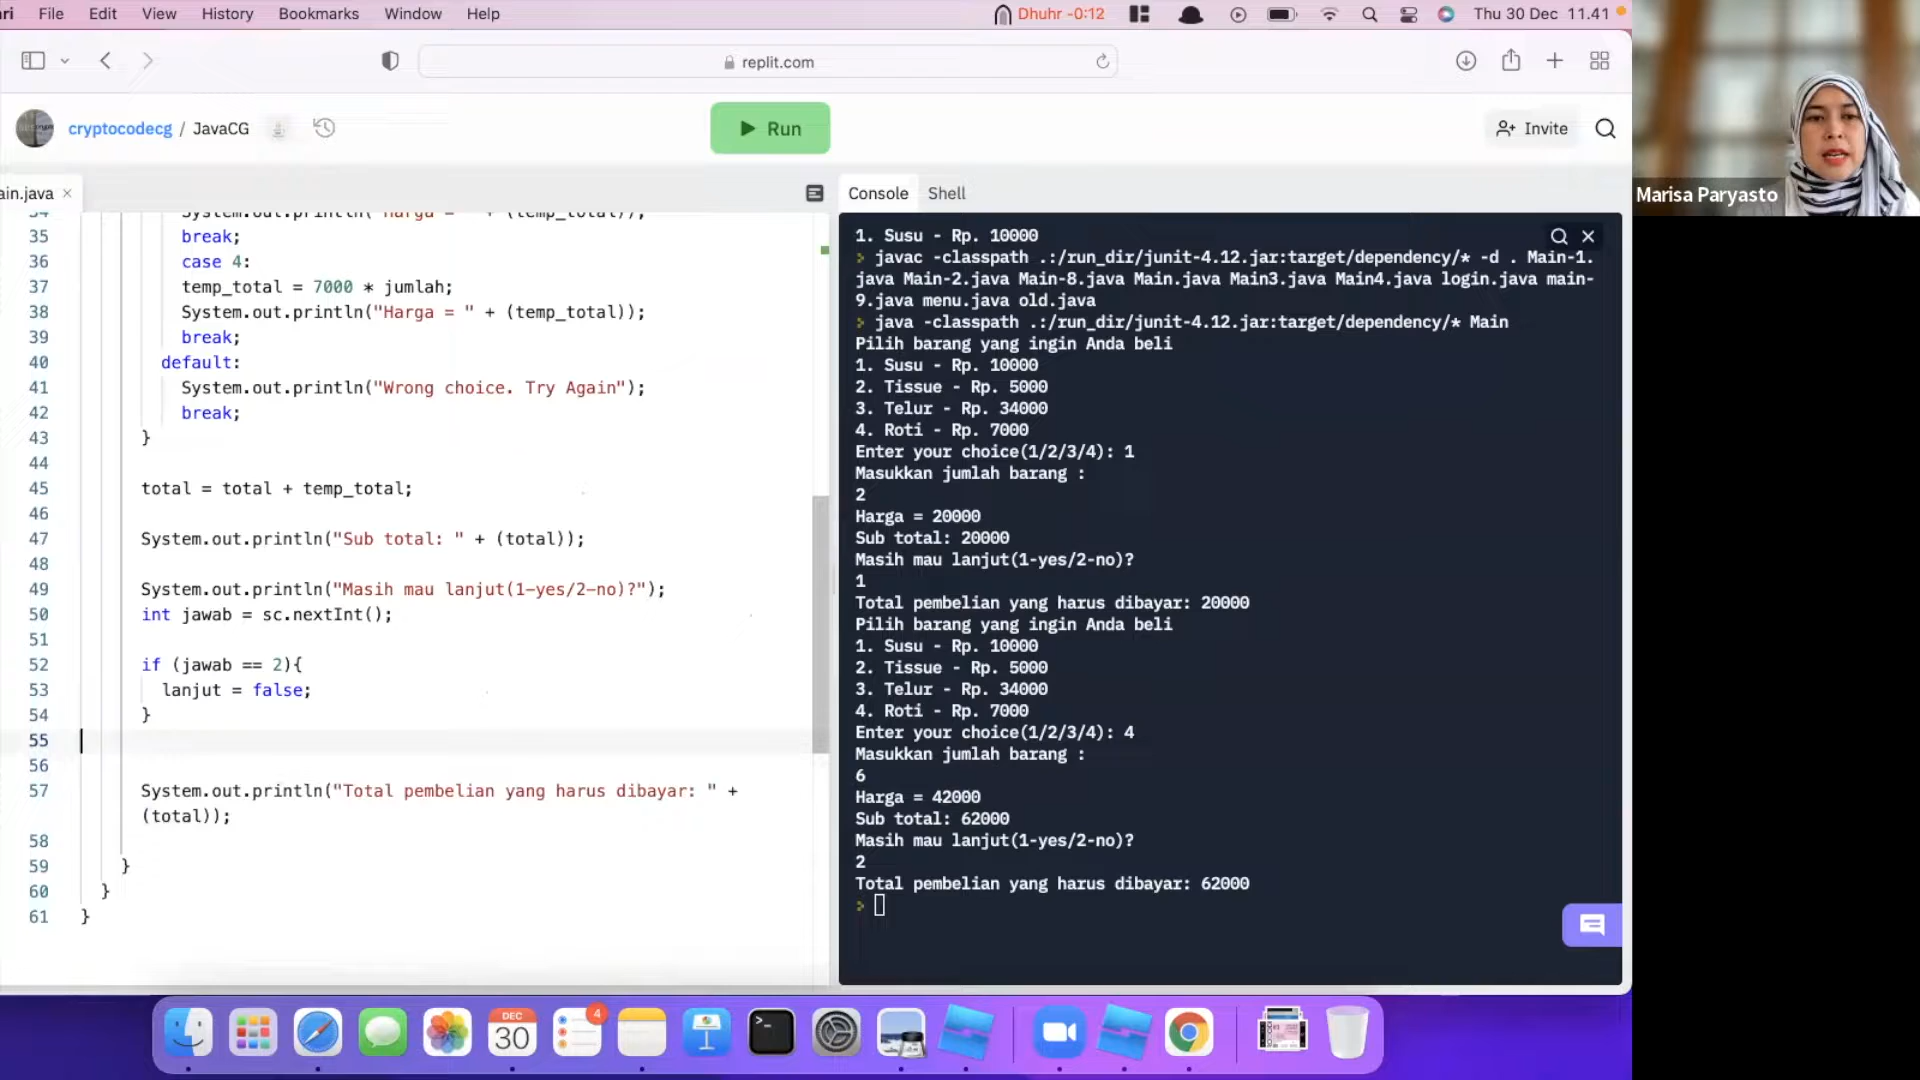 ri File Edit View History Bookmarks Window Help Dhuhr -0:12 Thu 30 Dec 11.41
replit.com
cryptocodecg / JavaCG Run Invite
ain.java Console Shell
34 System.out.println("Harga = " + (temp_total));
35 break;
36 case 4:
37 temp_total = 7000 * jumlah;
38 System.out.println("Harga = " + (temp_total));
39 break;
40 default:
41 System.out.println("Wrong choice. Try Again");
42 break;
43 }
44
45 total = total + temp_total;
46
47 System.out.println("Sub total: " + (total));
48
49 System.out.println("Masih mau lanjut(1-yes/2-no)?");
50 int jawab = sc.nextInt();
51
52 if (jawab == 2){
53 lanjut = false;
54 }
55
56
57 System.out.println("Total pembelian yang harus dibayar: " +
(total));
58
59 }
60 }
61 }
1. Susu - Rp. 10000
javac -classpath .:/run_dir/junit-4.12.jar:target/dependency/* -d . Main-1.
java Main-2.java Main-8.java Main.java Main3.java Main4.java login.java main-
9.java menu.java old.java
java -classpath .:/run_dir/junit-4.12.jar:target/dependency/* Main
Pilih barang yang ingin Anda beli
1. Susu - Rp. 10000
2. Tissue - Rp. 5000
3. Telur - Rp. 34000
4. Roti - Rp. 7000
Enter your choice(1/2/3/4): 1
Masukkan jumlah barang :
2
Harga = 20000
Sub total: 20000
Masih mau lanjut(1-yes/2-no)?
1
Total pembelian yang harus dibayar: 20000
Pilih barang yang ingin Anda beli
1. Susu - Rp. 10000
2. Tissue - Rp. 5000
3. Telur - Rp. 34000
4. Roti - Rp. 7000
Enter your choice(1/2/3/4): 4
Masukkan jumlah barang :
6
Harga = 42000
Sub total: 62000
Masih mau lanjut(1-yes/2-no)?
2
Total pembelian yang harus dibayar: 62000
Marisa Paryasto
DEC
30
4